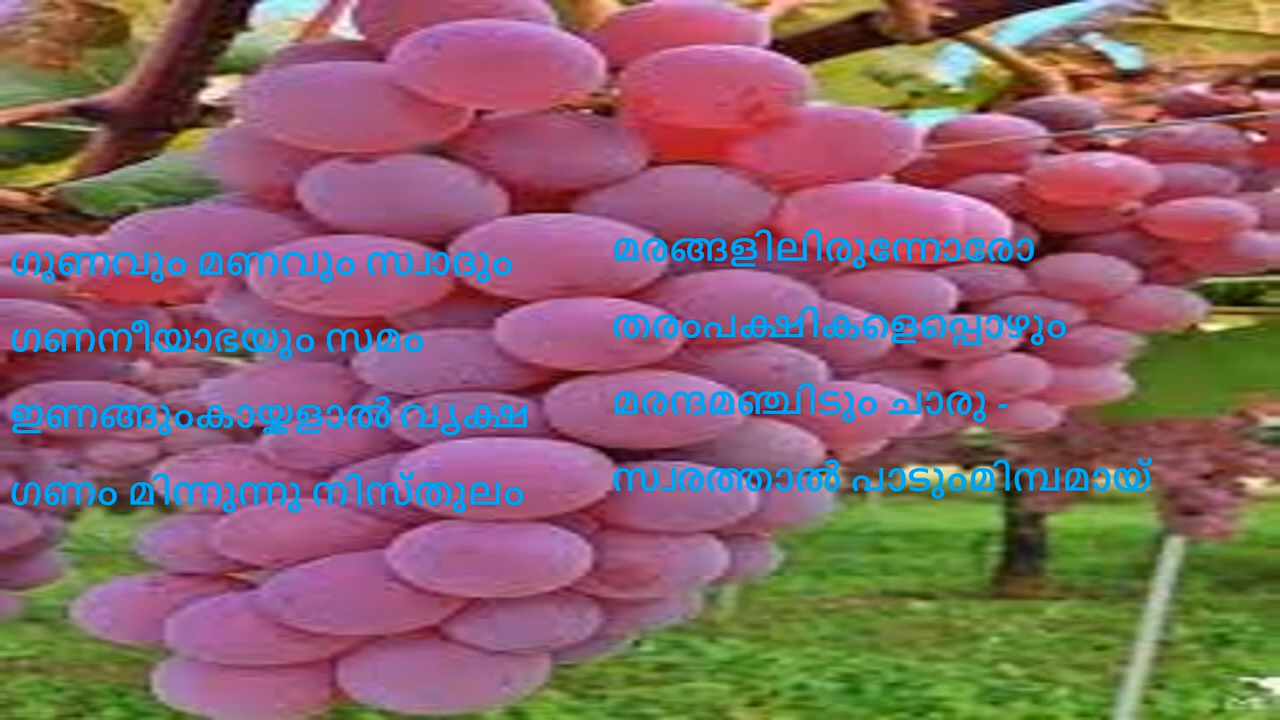 ഗുണവും മണവും സ്വാദും
ഗണനീയാഭയും സമം
ഇണങ്ങുംകായ്കളാൽ വൃക്ഷ
ഗണം മിന്നുന്നു നിസ്തുലം
മരങ്ങളിലിരുന്നോരോ
തരംപക്ഷികളെപ്പൊഴും
മരന്ദമഞ്ചിടും ചാരു -
സ്വരത്താൽ പാടുംമിമ്പമായ്